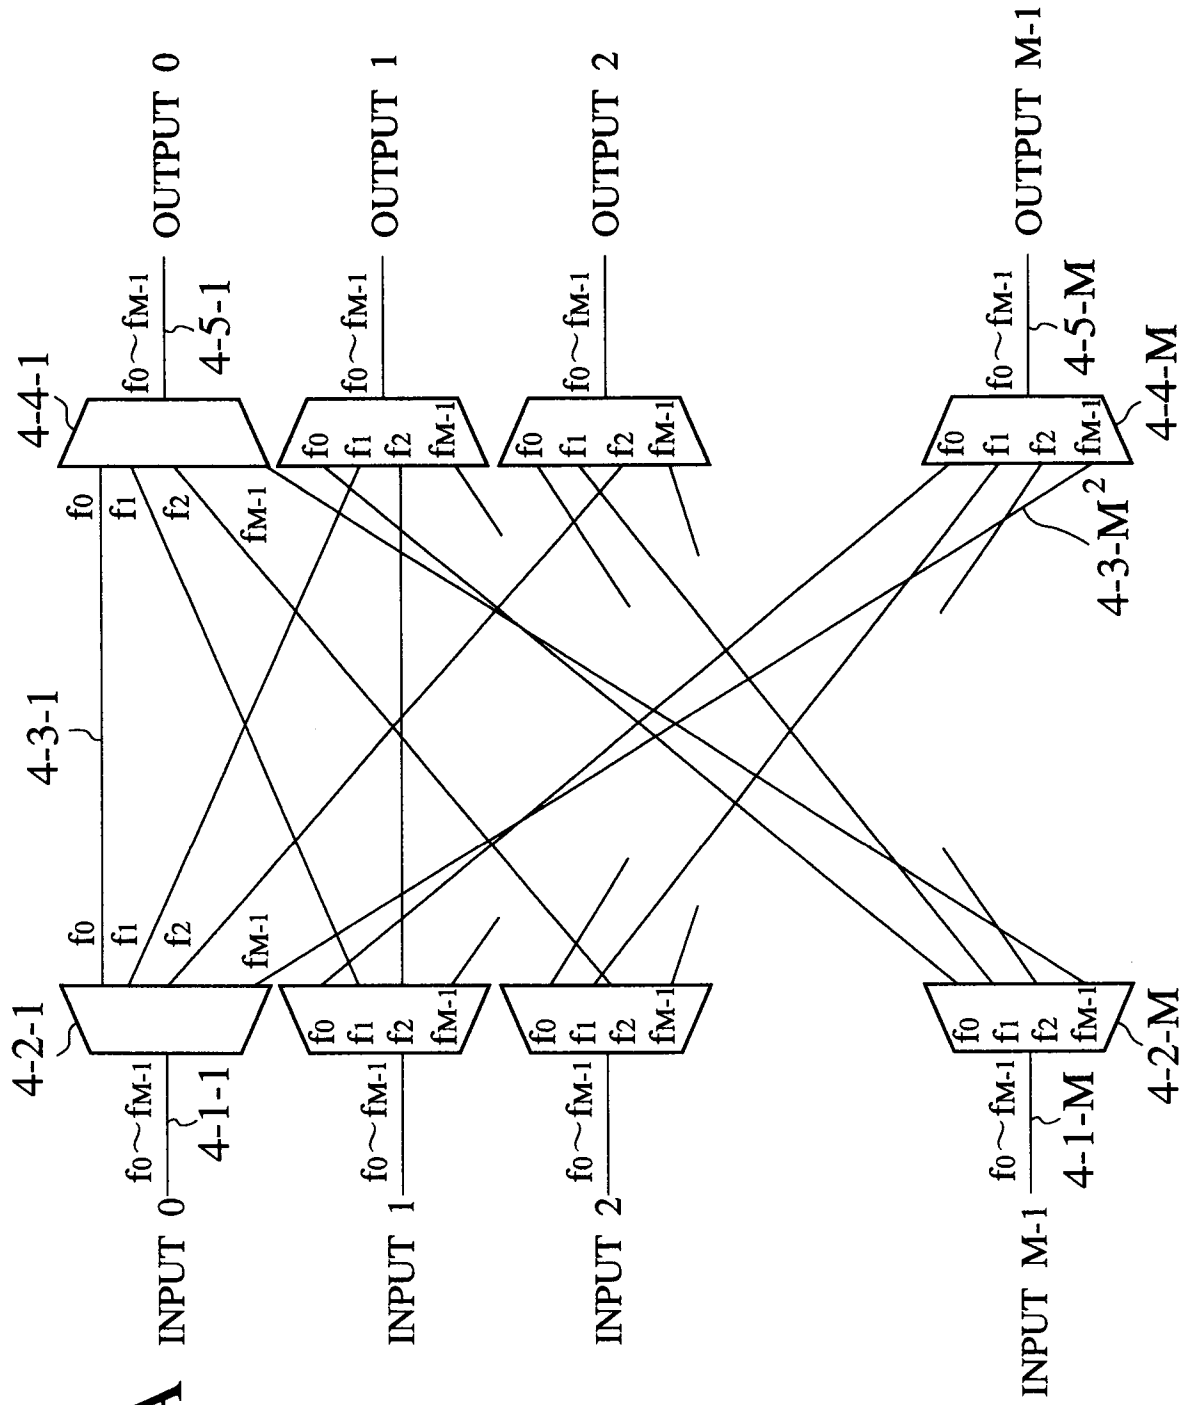 A
INPUT 0
f0~fM-1
4-1-1
4-2-1
f0
f1
f2
fM-1
4-3-1
f0
f1
f2
fM-1
4-4-1
f0~fM-1
4-5-1
OUTPUT 0
INPUT 1
f0~fM-1
f0
f1
f2
fM-1
f0
f1
f2
fM-1
f0~fM-1
OUTPUT 1
INPUT 2
f0~fM-1
f0
f1
f2
fM-1
f0
f1
f2
fM-1
f0~fM-1
OUTPUT 2
INPUT M-1
f0~fM-1
4-1-M
f0
f1
f2
fM-1
4-2-M
4-3-M²
f0
f1
f2
fM-1
4-4-M
f0~fM-1
4-5-M
OUTPUT M-1